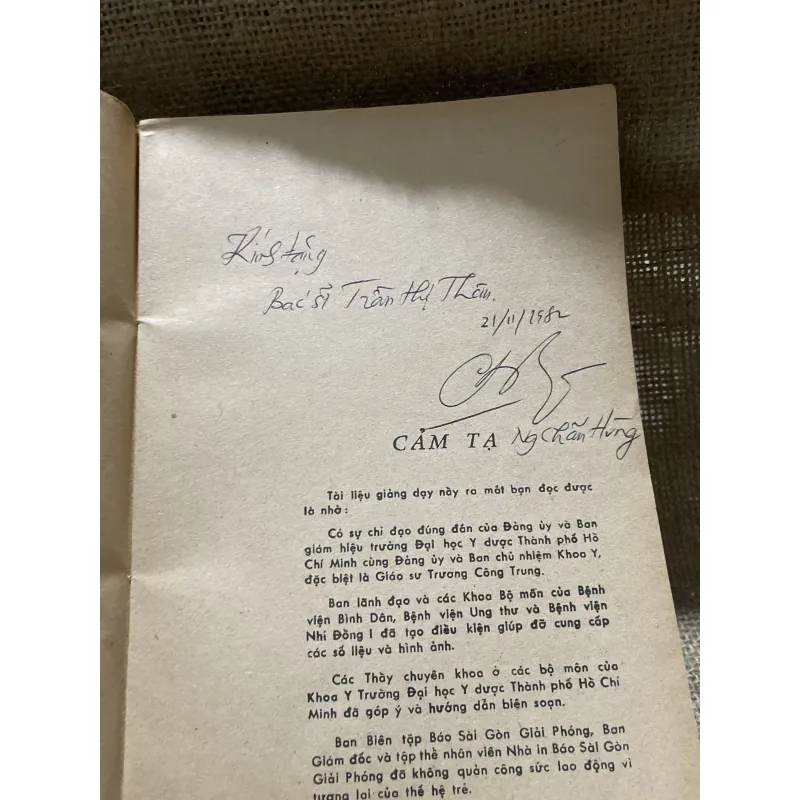 Kính tặng
Bác sĩ Trần Thị Thân.
21/11/1982
CẢM TẠ Ng Chấn Hùng
Tài liệu giảng dạy nầy ra mắt bạn đọc được
là nhờ :
Có sự chỉ đạo đúng đắn của Đảng ủy và Ban
giám hiệu trường Đại học Y dược Thành phố Hồ
Chí Minh cùng Đảng ủy và Ban chủ nhiệm Khoa Y,
đặc biệt là Giáo sư Trương Công Trung.
Ban lãnh đạo và các Khoa Bộ môn của Bệnh
viện Bình Dân, Bệnh viện Ung thư và Bệnh viện
Nhi Đồng I đã tạo điều kiện giúp đỡ cung cấp
các số liệu và hình ảnh.
Các Thầy chuyên khoa ở các bộ môn của
Khoa Y Trường Đại học Y dược Thành phố Hồ Chí
Minh đã góp ý và hướng dẫn biên soạn.
Ban Biên tập Báo Sài Gòn Giải Phóng, Ban
Giám đốc và tập thể nhân viên Nhà in Báo Sài Gòn
Giải Phóng đã không quản công sức lao động vì
tương lai của thế hệ trẻ.